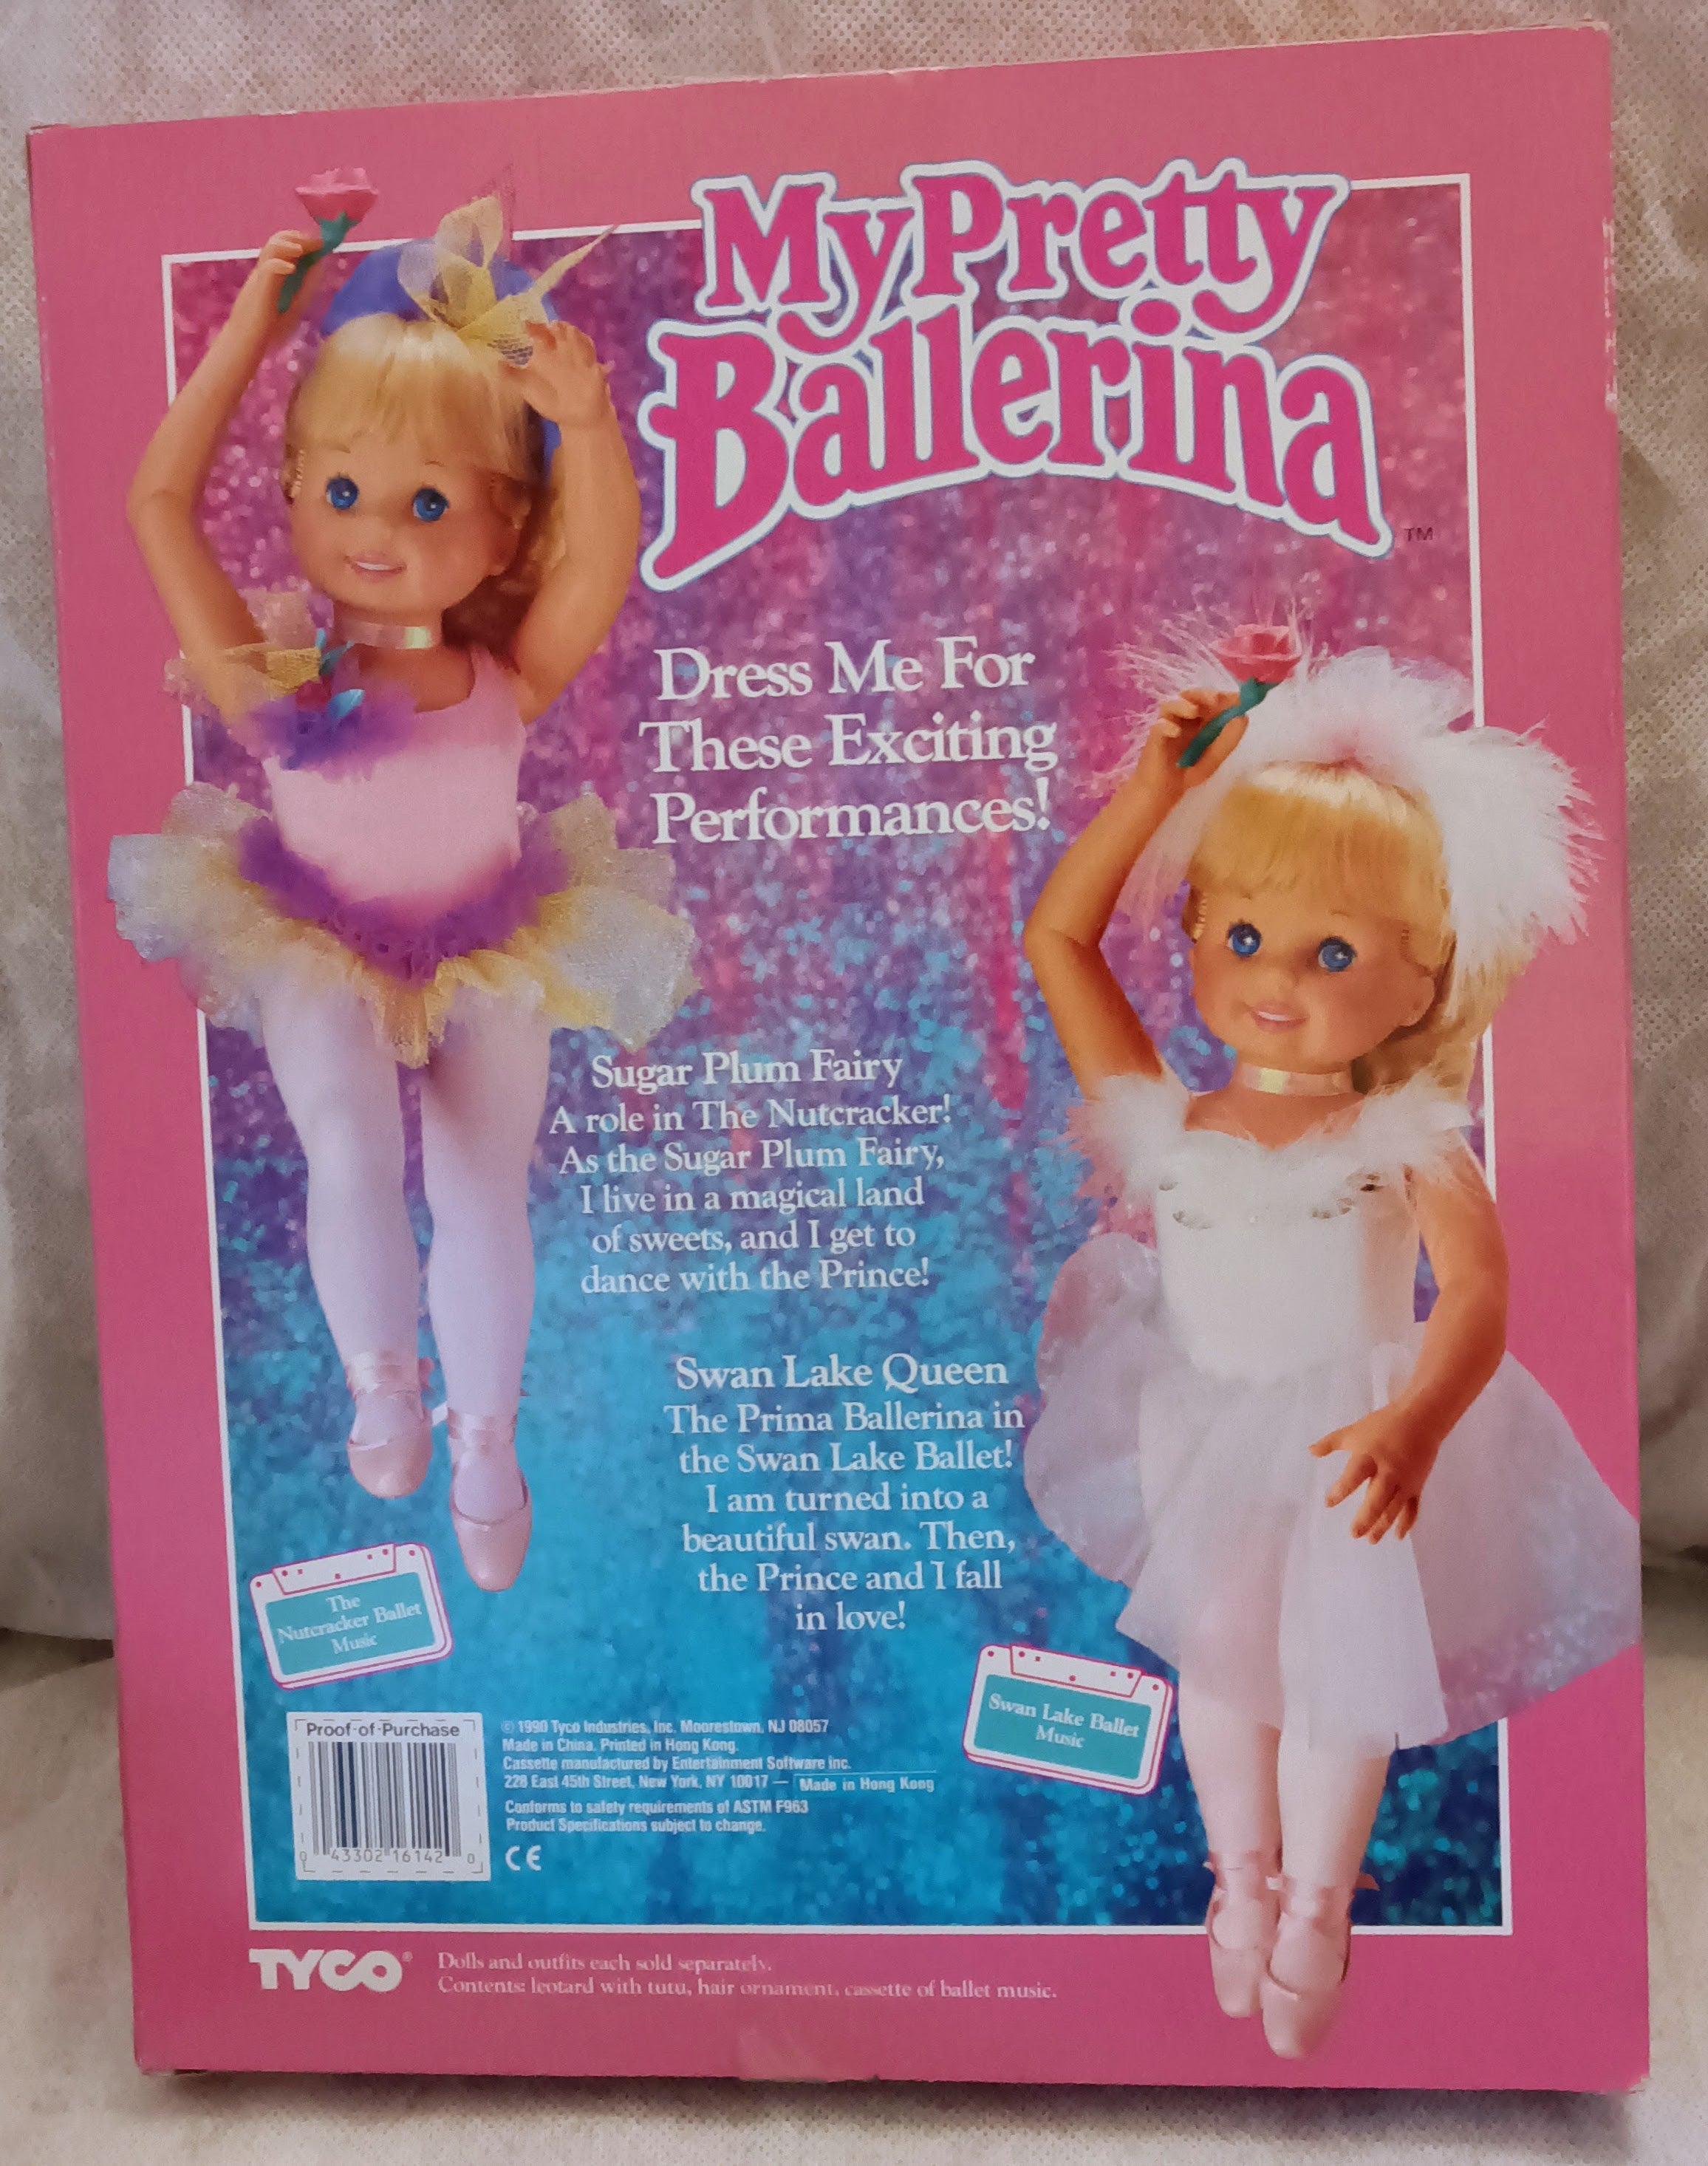 My Pretty
Ballerina
TM
Dress Me For
These Exciting
Performances!
Sugar Plum Fairy
A role in The Nutcracker!
As the Sugar Plum Fairy,
I live in a magical land
of sweets, and I get to
dance with the Prince!
Swan Lake Queen
The Prima Ballerina in
the Swan Lake Ballet!
I am turned into a
beautiful swan. Then,
the Prince and I fall
in love!
The
Nutcracker Ballet
Music
Swan Lake Ballet
Music
Proof-of-Purchase
0 43302 16142 0
© 1990 Tyco Industries, Inc. Moorestown, NJ 08057
Made in China. Printed in Hong Kong.
Cassette manufactured by Entertainment Software Inc.
228 East 45th Street, New York, NY 10017 — Made in Hong Kong
Conforms to safety requirements of ASTM F963
Product Specifications subject to change.
CE
TYCO®
Dolls and outfits each sold separately.
Contents: leotard with tutu, hair ornament, cassette of ballet music.